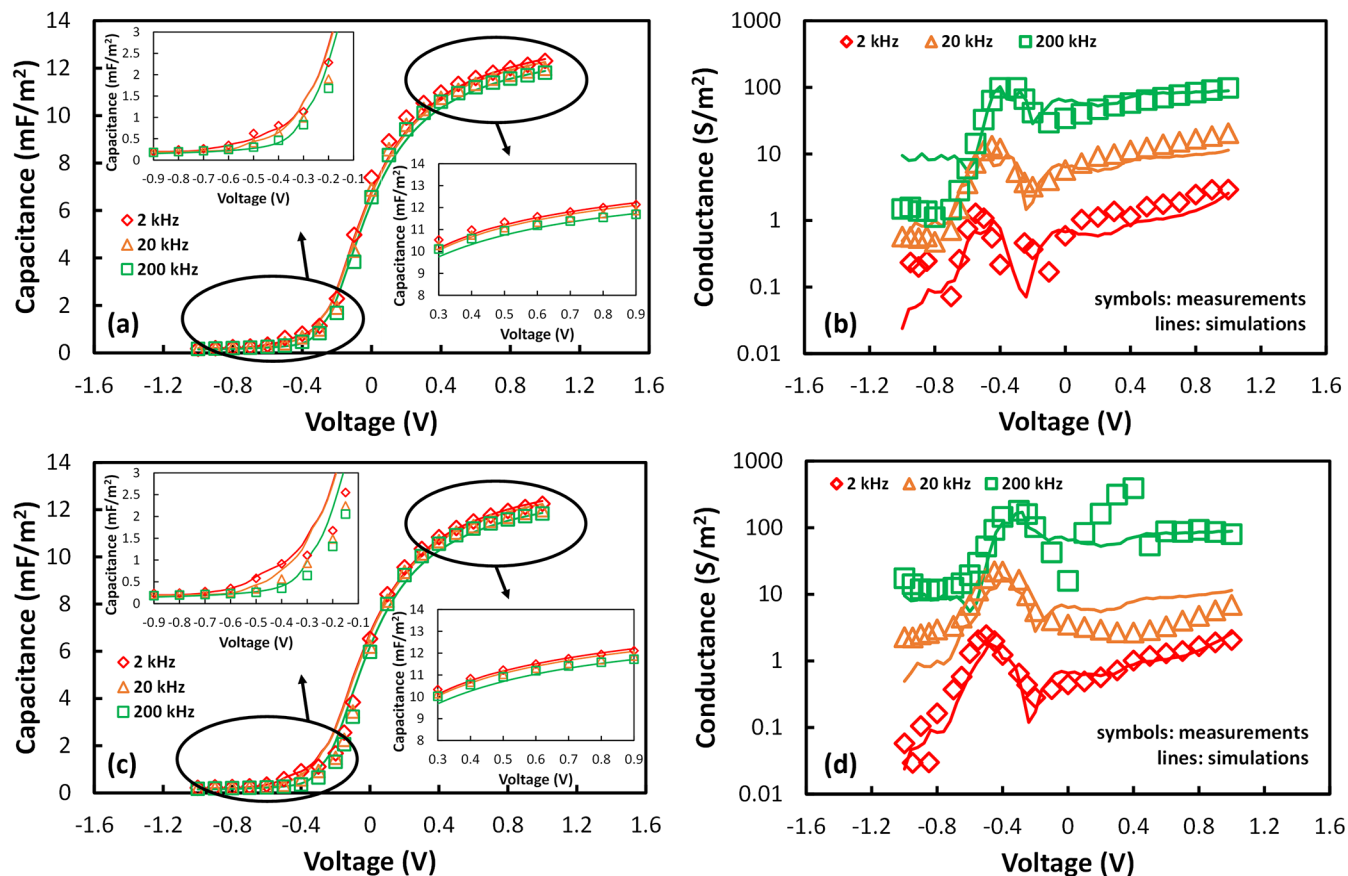 Capacitance (mF/m²)
14
12
10
8
6
4
2
0
-1.6 -1.2 -0.8 -0.4 0 0.4 0.8 1.2 1.6
Voltage (V)
(a)
2 kHz
20 kHz
200 kHz
Capacitance (mF/m²)
3
2.5
2
1.5
1
0.5
0
-0.9 -0.8 -0.7 -0.6 -0.5 -0.4 -0.3 -0.2 -0.1
Voltage (V)
Capacitance (mF/m²)
14
13
12
11
10
9
8
0.3 0.4 0.5 0.6 0.7 0.8 0.9
Voltage (V)
Conductance (S/m²)
1000
100
10
1
0.1
0.01
-1.6 -1.2 -0.8 -0.4 0 0.4 0.8 1.2 1.6
Voltage (V)
2 kHz 20 kHz 200 kHz
symbols: measurements
lines: simulations
(b)
Capacitance (mF/m²)
14
12
10
8
6
4
2
0
-1.6 -1.2 -0.8 -0.4 0 0.4 0.8 1.2 1.6
Voltage (V)
(c)
2 kHz
20 kHz
200 kHz
Capacitance (mF/m²)
3
2.5
2
1.5
1
0.5
0
-0.9 -0.8 -0.7 -0.6 -0.5 -0.4 -0.3 -0.2 -0.1
Voltage (V)
Capacitance (mF/m²)
14
13
12
11
10
9
8
0.3 0.4 0.5 0.6 0.7 0.8 0.9
Voltage (V)
Conductance (S/m²)
1000
100
10
1
0.1
0.01
-1.6 -1.2 -0.8 -0.4 0 0.4 0.8 1.2 1.6
Voltage (V)
2 kHz 20 kHz 200 kHz
symbols: measurements
lines: simulations
(d)